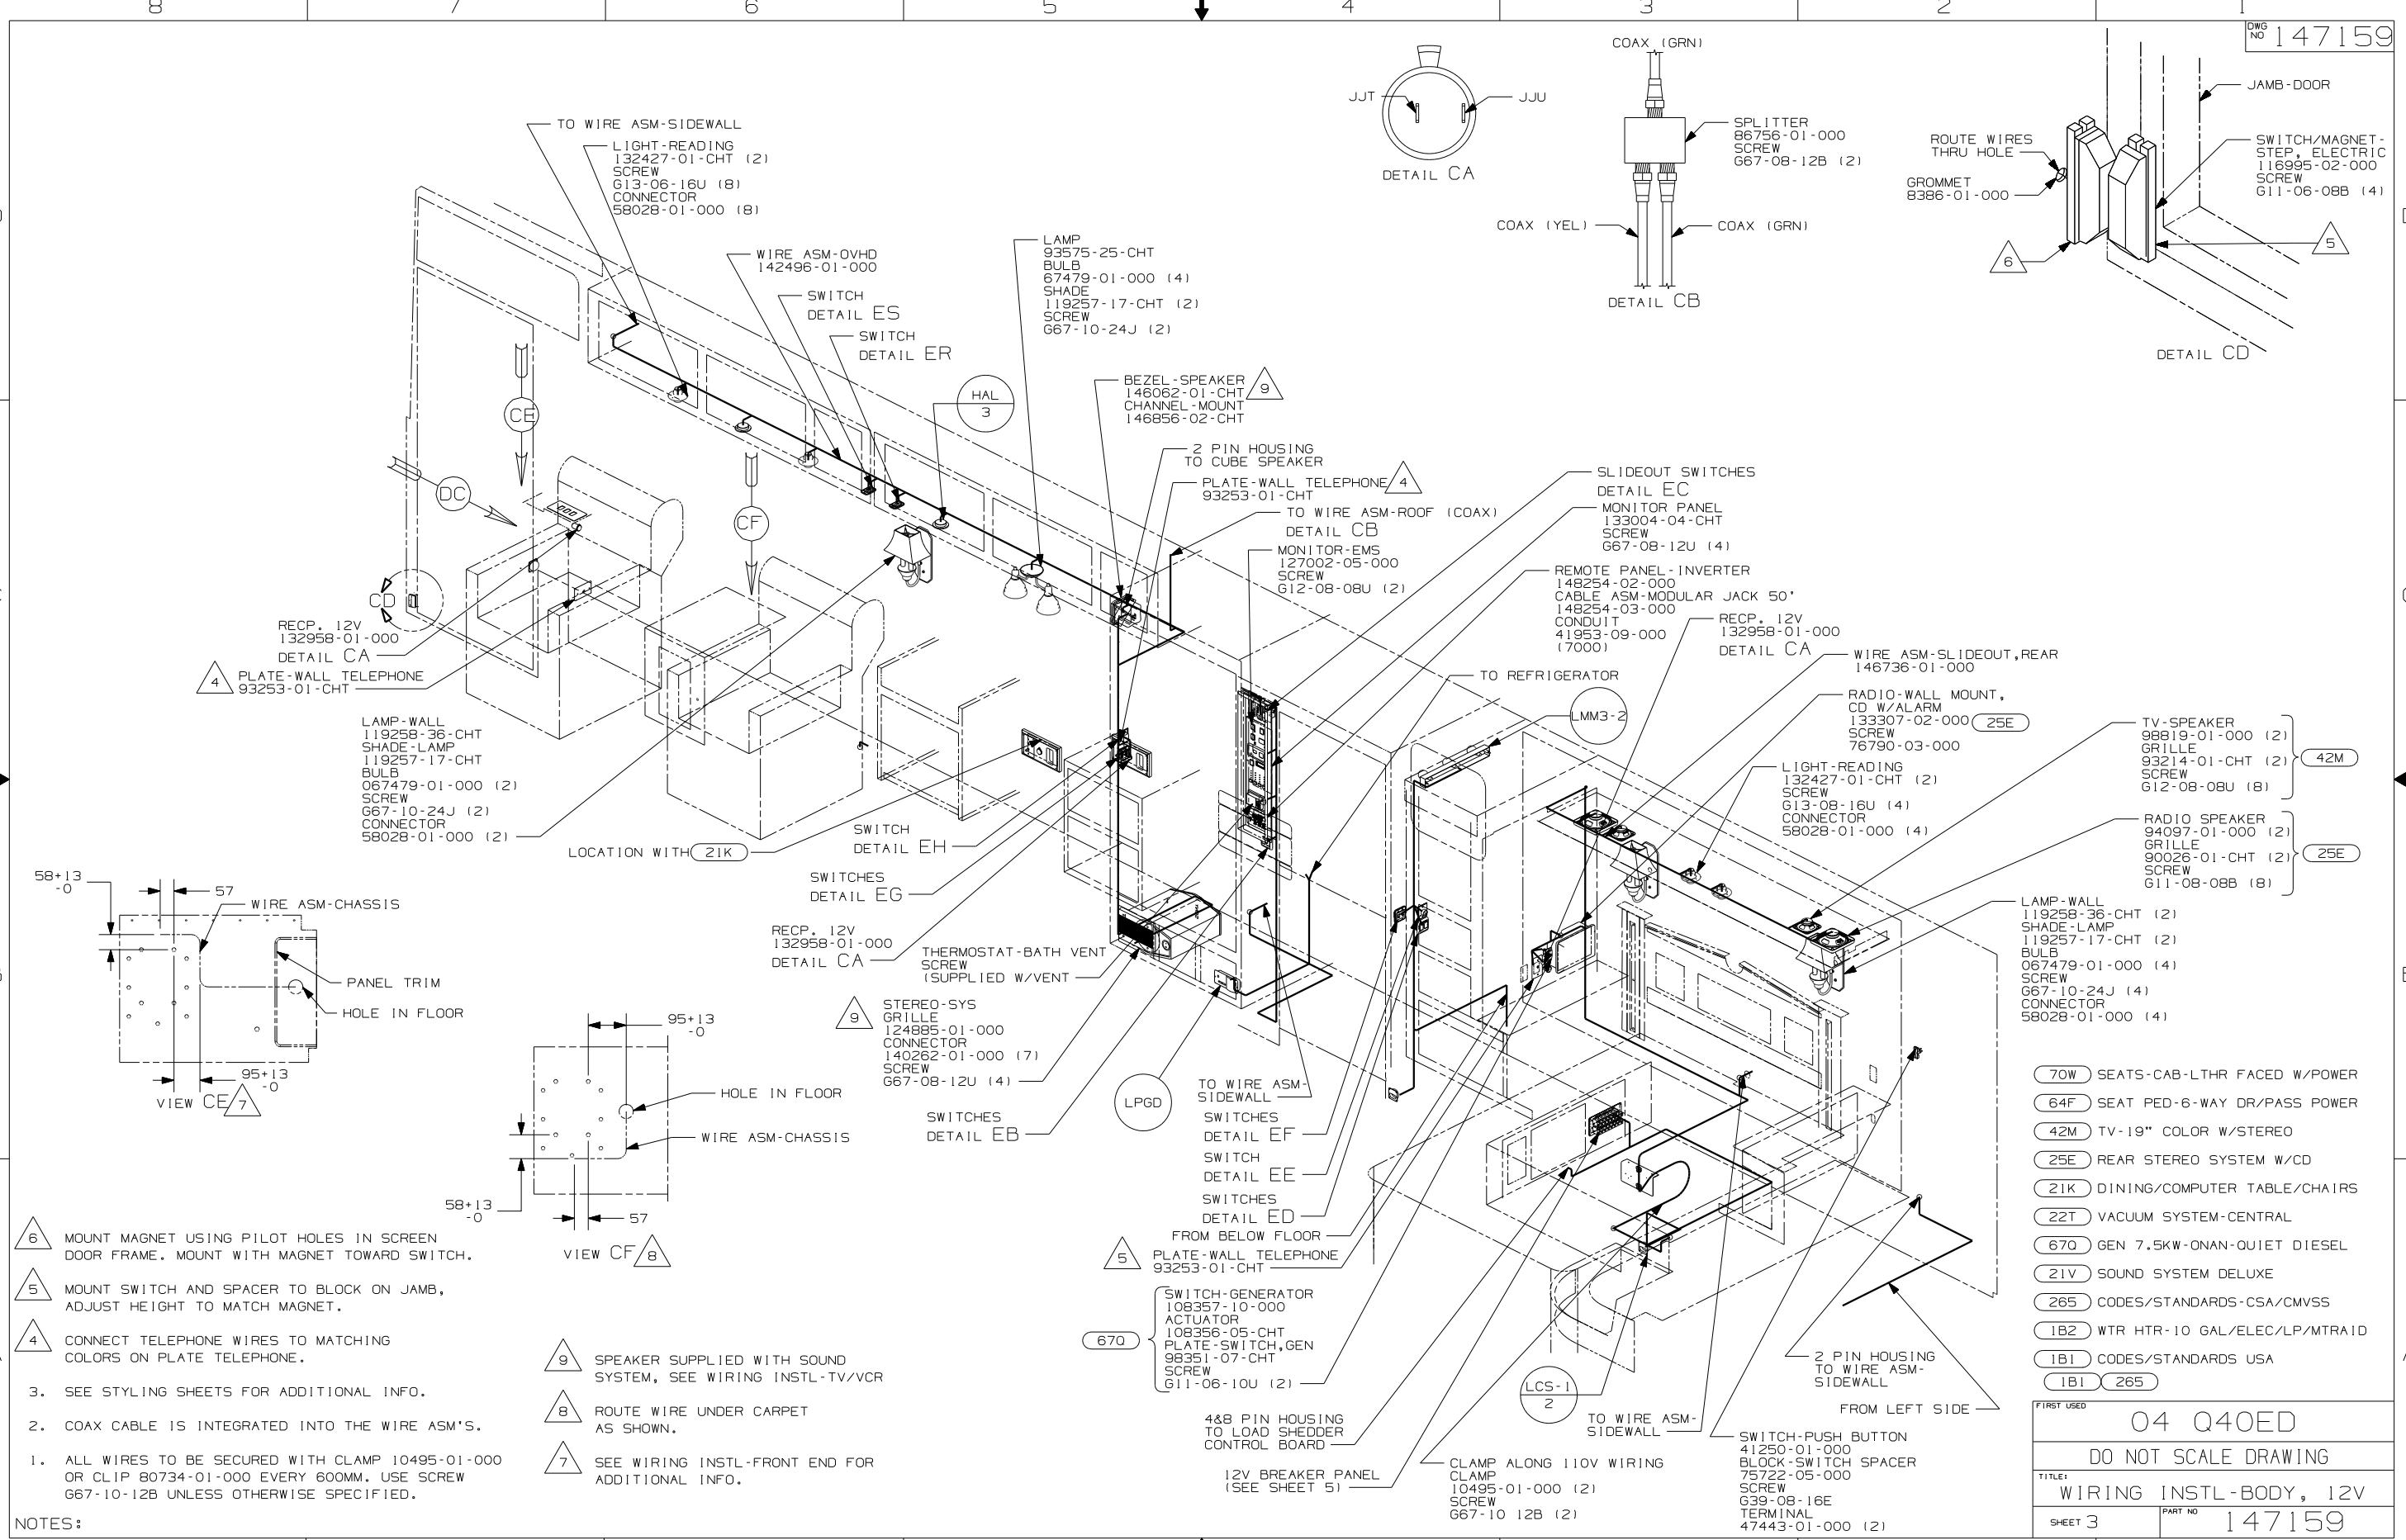 8 7 6 5 4 3 2 1
DWG NO 147159
TO WIRE ASM-SIDEWALL
LIGHT-READING
132427-01-CHT (2)
SCREW
G13-06-16U (8)
CONNECTOR
58028-01-000 (8)
WIRE ASM-OVHD
142496-01-000
SWITCH
DETAIL ES
SWITCH
DETAIL ER
HAL
3
LAMP
93575-25-CHT
BULB
67479-01-000 (4)
SHADE
119257-17-CHT (2)
SCREW
G67-10-24J (2)
JJT
JJU
DETAIL CA
COAX (GRN)
SPLITTER
86756-01-000
SCREW
G67-08-12B (2)
COAX (YEL)
COAX (GRN)
DETAIL CB
JAMB-DOOR
ROUTE WIRES
THRU HOLE
GROMMET
8386-01-000
SWITCH/MAGNET-
STEP, ELECTRIC
116995-02-000
SCREW
G11-06-08B (4)
6
5
DETAIL CD
BEZEL-SPEAKER
146062-01-CHT
CHANNEL-MOUNT
146856-02-CHT
9
2 PIN HOUSING
TO CUBE SPEAKER
PLATE-WALL TELEPHONE
93253-01-CHT
4
TO WIRE ASM-ROOF (COAX)
DETAIL CB
MONITOR-EMS
127002-05-000
SCREW
G12-08-08U (2)
SLIDEOUT SWITCHES
DETAIL EC
MONITOR PANEL
133004-04-CHT
SCREW
G67-08-12U (4)
REMOTE PANEL-INVERTER
148254-02-000
CABLE ASM-MODULAR JACK 50'
148254-03-000
CONDUIT
41953-09-000
(7000)
RECP. 12V
132958-01-000
DETAIL CA
TO REFRIGERATOR
LMM3-2
WIRE ASM-SLIDEOUT,REAR
146736-01-000
RADIO-WALL MOUNT,
CD W/ALARM
133307-02-000 25E
SCREW
76790-03-000
LIGHT-READING
132427-01-CHT (2)
SCREW
G13-08-16U (4)
CONNECTOR
58028-01-000 (4)
TV-SPEAKER
98819-01-000 (2)
GRILLE
93214-01-CHT (2)
SCREW
G12-08-08U (8)
42M
RADIO SPEAKER
94097-01-000 (2)
GRILLE
90026-01-CHT (2)
SCREW
G11-08-08B (8)
25E
LAMP-WALL
119258-36-CHT (2)
SHADE-LAMP
119257-17-CHT (2)
BULB
067479-01-000 (4)
SCREW
G67-10-24J (4)
CONNECTOR
58028-01-000 (4)
CE
DC
CF
CD
RECP. 12V
132958-01-000
DETAIL CA
4
PLATE-WALL TELEPHONE
93253-01-CHT
LAMP-WALL
119258-36-CHT
SHADE-LAMP
119257-17-CHT
BULB
067479-01-000 (2)
SCREW
G67-10-24J (2)
CONNECTOR
58028-01-000 (2)
LOCATION WITH 21K
SWITCH
DETAIL EH
SWITCHES
DETAIL EG
RECP. 12V
132958-01-000
DETAIL CA
THERMOSTAT-BATH VENT
SCREW
(SUPPLIED W/VENT
9
STEREO-SYS
GRILLE
124885-01-000
CONNECTOR
140262-01-000 (7)
SCREW
G67-08-12U (4)
SWITCHES
DETAIL EB
LPGD
58+13
-0
57
WIRE ASM-CHASSIS
PANEL TRIM
HOLE IN FLOOR
95+13
-0
VIEW CE 7
95+13
-0
HOLE IN FLOOR
WIRE ASM-CHASSIS
58+13
-0
57
VIEW CF 8
TO WIRE ASM-
SIDEWALL
SWITCHES
DETAIL EF
SWITCH
DETAIL EE
SWITCHES
DETAIL ED
FROM BELOW FLOOR
5
PLATE-WALL TELEPHONE
93253-01-CHT
67Q
SWITCH-GENERATOR
108357-10-000
ACTUATOR
108356-05-CHT
PLATE-SWITCH,GEN
98351-07-CHT
SCREW
G11-06-10U (2)
4&8 PIN HOUSING
TO LOAD SHEDDER
CONTROL BOARD
12V BREAKER PANEL
(SEE SHEET 5)
LCS-1
2
CLAMP ALONG 110V WIRING
CLAMP
10495-01-000 (2)
SCREW
G67-10 12B (2)
TO WIRE ASM-
SIDEWALL
SWITCH-PUSH BUTTON
41250-01-000
BLOCK-SWITCH SPACER
75722-05-000
SCREW
G39-08-16E
TERMINAL
47443-01-000 (2)
2 PIN HOUSING
TO WIRE ASM-
SIDEWALL
FROM LEFT SIDE
70W SEATS-CAB-LTHR FACED W/POWER
64F SEAT PED-6-WAY DR/PASS POWER
42M TV-19" COLOR W/STEREO
25E REAR STEREO SYSTEM W/CD
21K DINING/COMPUTER TABLE/CHAIRS
22T VACUUM SYSTEM-CENTRAL
67Q GEN 7.5KW-ONAN-QUIET DIESEL
21V SOUND SYSTEM DELUXE
265 CODES/STANDARDS-CSA/CMVSS
1B2 WTR HTR-10 GAL/ELEC/LP/MTRAID
1B1 CODES/STANDARDS USA
1B1 265
6 MOUNT MAGNET USING PILOT HOLES IN SCREEN
DOOR FRAME. MOUNT WITH MAGNET TOWARD SWITCH.
5 MOUNT SWITCH AND SPACER TO BLOCK ON JAMB,
ADJUST HEIGHT TO MATCH MAGNET.
4 CONNECT TELEPHONE WIRES TO MATCHING
COLORS ON PLATE TELEPHONE.
3. SEE STYLING SHEETS FOR ADDITIONAL INFO.
2. COAX CABLE IS INTEGRATED INTO THE WIRE ASM'S.
1. ALL WIRES TO BE SECURED WITH CLAMP 10495-01-000
OR CLIP 80734-01-000 EVERY 600MM. USE SCREW
G67-10-12B UNLESS OTHERWISE SPECIFIED.
NOTES:
9 SPEAKER SUPPLIED WITH SOUND
SYSTEM, SEE WIRING INSTL-TV/VCR
8 ROUTE WIRE UNDER CARPET
AS SHOWN.
7 SEE WIRING INSTL-FRONT END FOR
ADDITIONAL INFO.
FIRST USED
04 Q40ED
DO NOT SCALE DRAWING
TITLE:
WIRING INSTL-BODY, 12V
SHEET 3
PART NO 147159